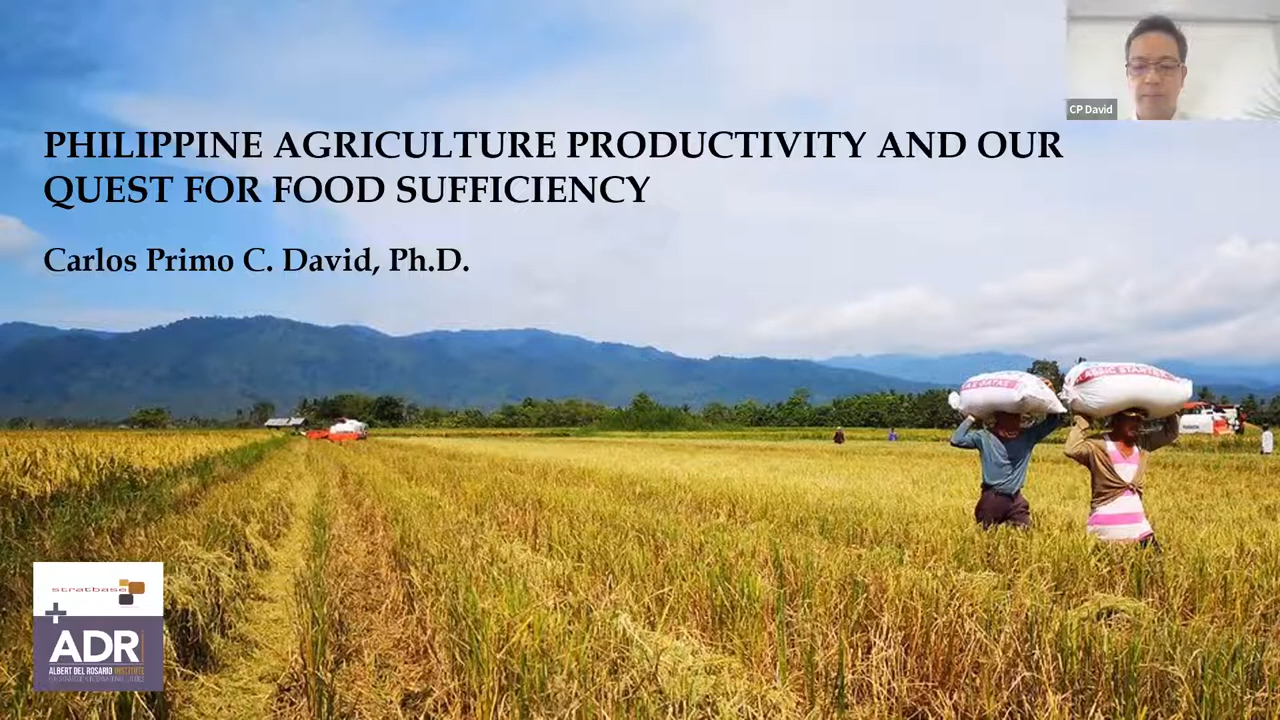 CP David
PHILIPPINE AGRICULTURE PRODUCTIVITY AND OUR
QUEST FOR FOOD SUFFICIENCY
Carlos Primo C. David, Ph.D.
stratbase
ADR
ALBERT DEL ROSARIO INSTITUTE